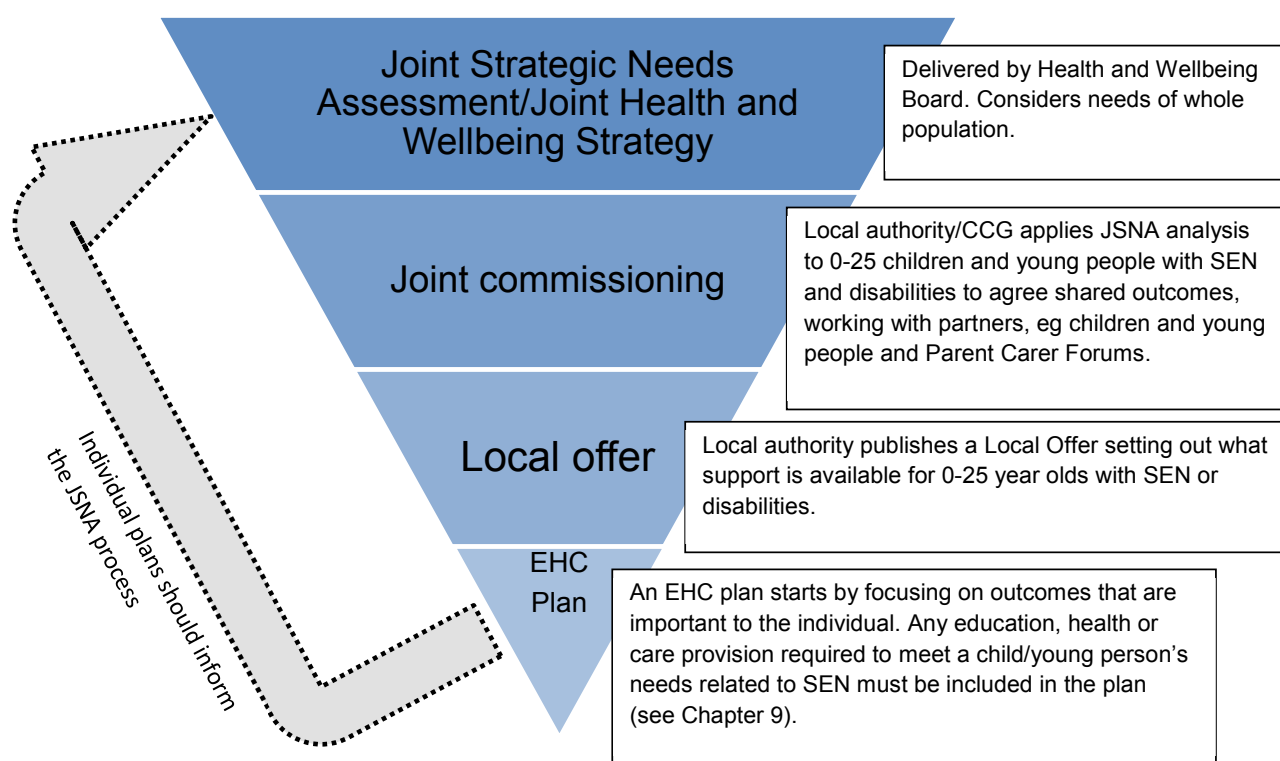 Joint Strategic Needs
Assessment/Joint Health and
Wellbeing Strategy
Delivered by Health and Wellbeing
Board. Considers needs of whole
population.
Joint commissioning
Local authority/CCG applies JSNA analysis
to 0-25 children and young people with SEN
and disabilities to agree shared outcomes,
working with partners, eg children and young
people and Parent Carer Forums.
Local offer
Local authority publishes a Local Offer setting out what
support is available for 0-25 year olds with SEN or
disabilities.
EHC
Plan
An EHC plan starts by focusing on outcomes that are
important to the individual. Any education, health or
care provision required to meet a child/young person’s
needs related to SEN must be included in the plan
(see Chapter 9).
Individual plans should inform
the JSNA process